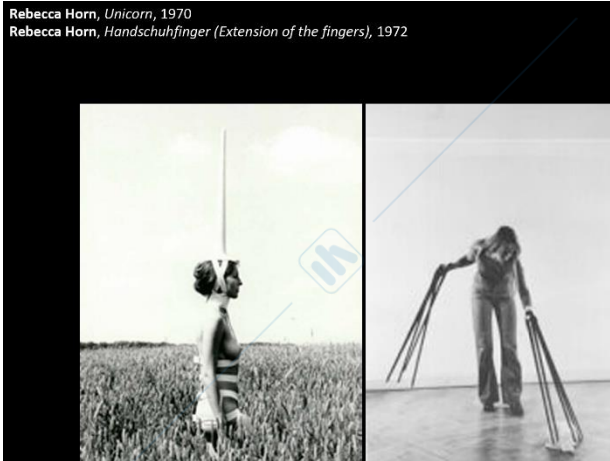 Rebecca Horn, Unicorn, 1970
Rebecca Horn, Handschuhfinger (Extension of the fingers), 1972